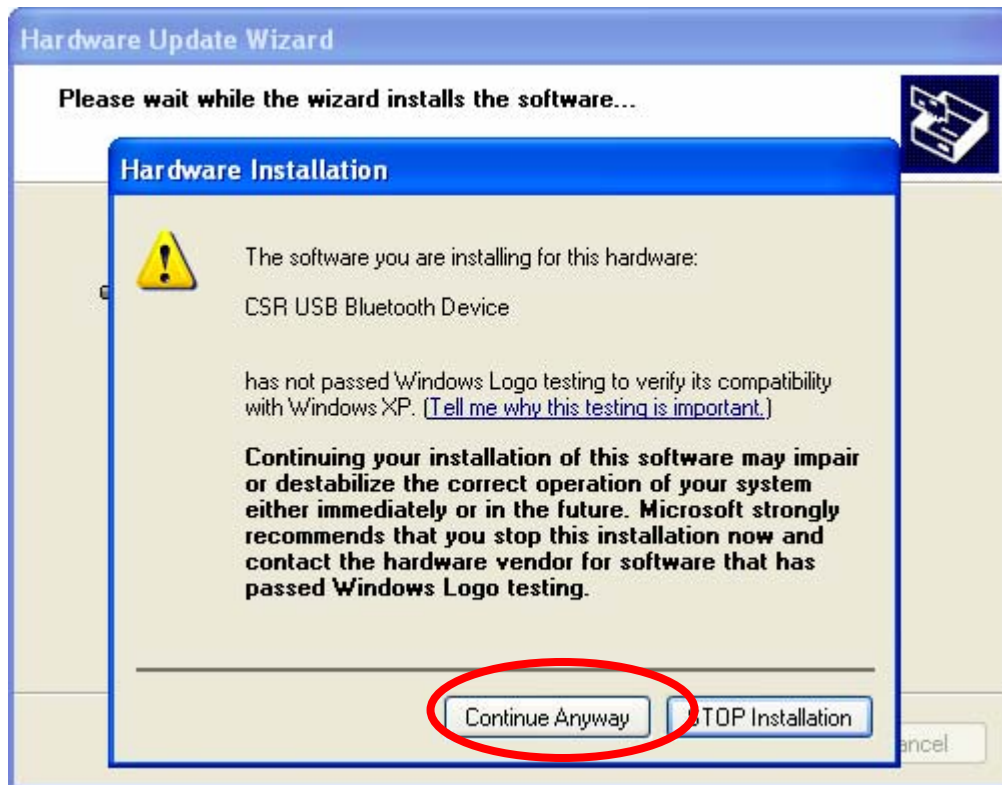 Hardware Update Wizard
Please wait while the wizard installs the software...
Hardware Installation
The software you are installing for this hardware:
CSR USB Bluetooth Device
has not passed Windows Logo testing to verify its compatibility
with Windows XP. (Tell me why this testing is important.)
Continuing your installation of this software may impair
or destabilize the correct operation of your system
either immediately or in the future. Microsoft strongly
recommends that you stop this installation now and
contact the hardware vendor for software that has
passed Windows Logo testing.
Continue Anyway
STOP Installation
ancel